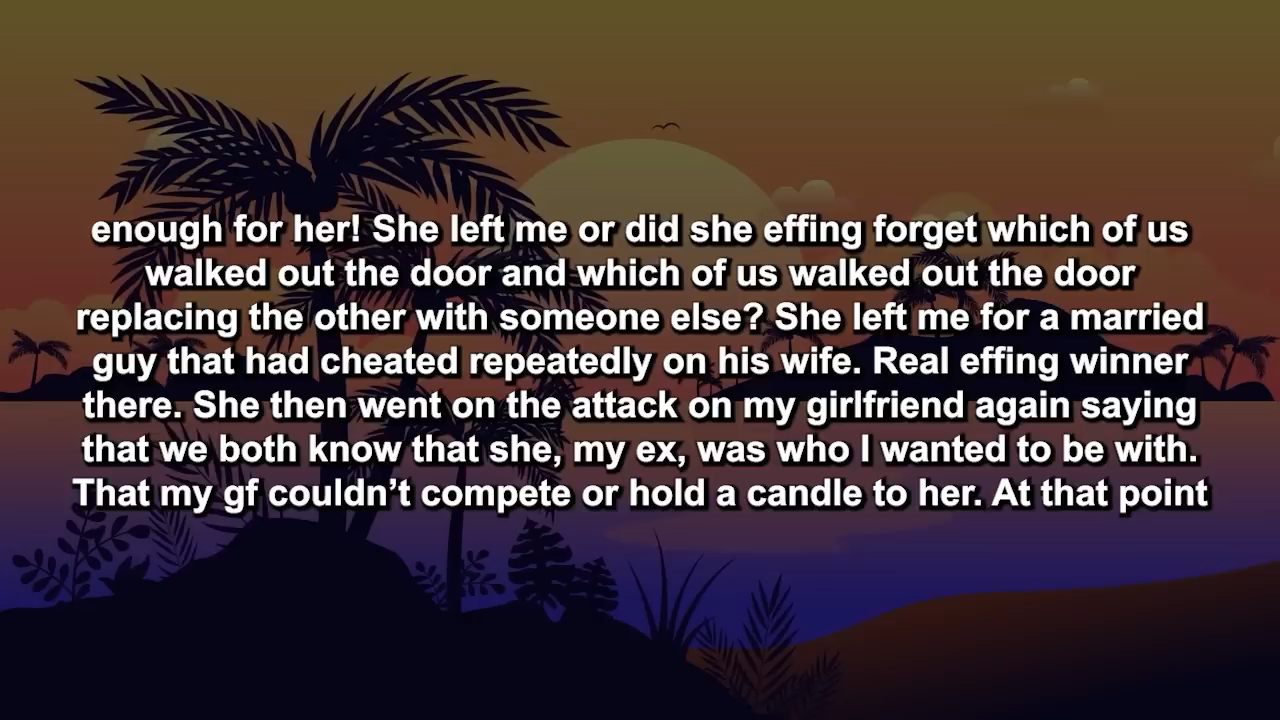 enough for her! She left me or did she effing forget which of us
walked out the door and which of us walked out the door
replacing the other with someone else? She left me for a married
guy that had cheated repeatedly on his wife. Real effing winner
there. She then went on the attack on my girlfriend again saying
that we both know that she, my ex, was who I wanted to be with.
That my gf couldn’t compete or hold a candle to her. At that point